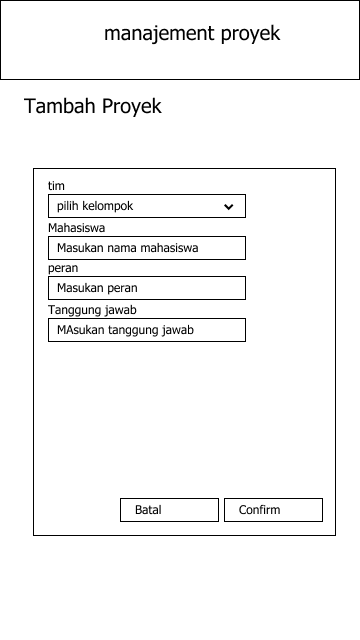 manajement proyek
Tambah Proyek
tim
pilih kelompok
Mahasiswa
Masukan nama mahasiswa
peran
Masukan peran
Tanggung jawab
MAsukan tanggung jawab
Batal
Confirm